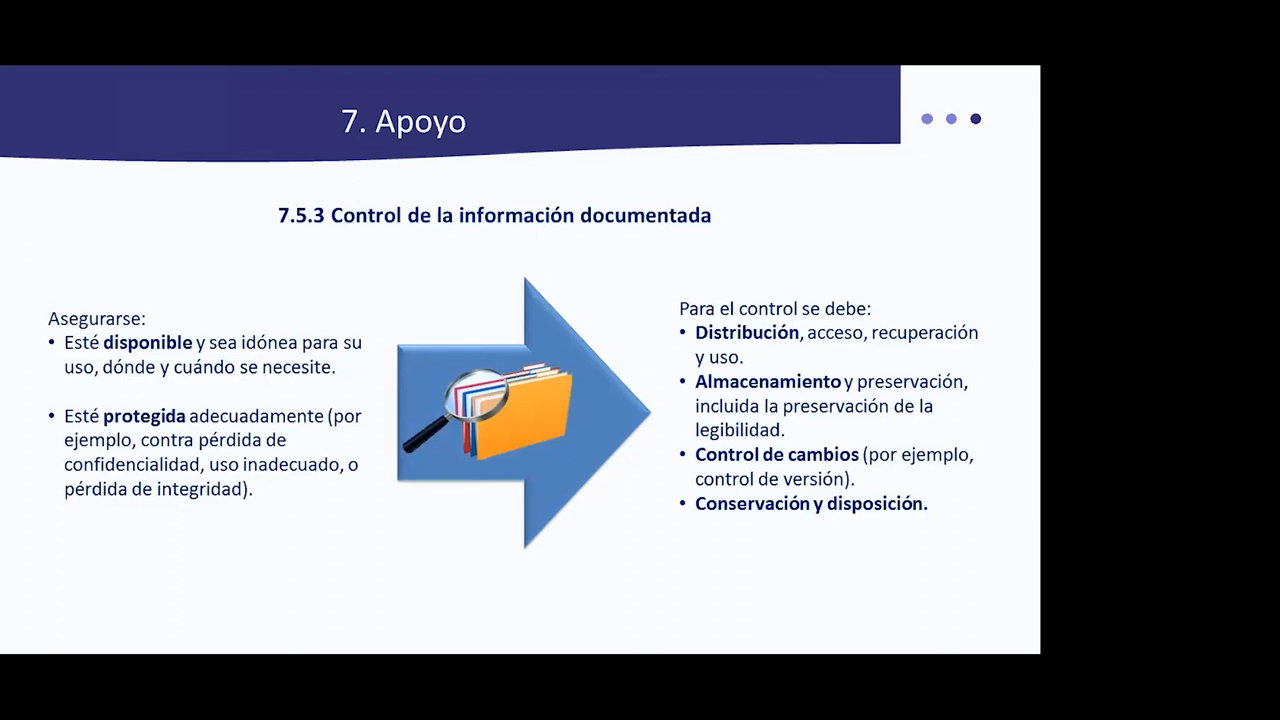 7. Apoyo
7.5.3 Control de la información documentada
Asegurarse:
• Esté disponible y sea idónea para su
uso, dónde y cuándo se necesite.
• Esté protegida adecuadamente (por
ejemplo, contra pérdida de
confidencialidad, uso inadecuado, o
pérdida de integridad).
Para el control se debe:
• Distribución, acceso, recuperación
y uso.
• Almacenamiento y preservación,
incluida la preservación de la
legibilidad.
• Control de cambios (por ejemplo,
control de versión).
• Conservación y disposición.